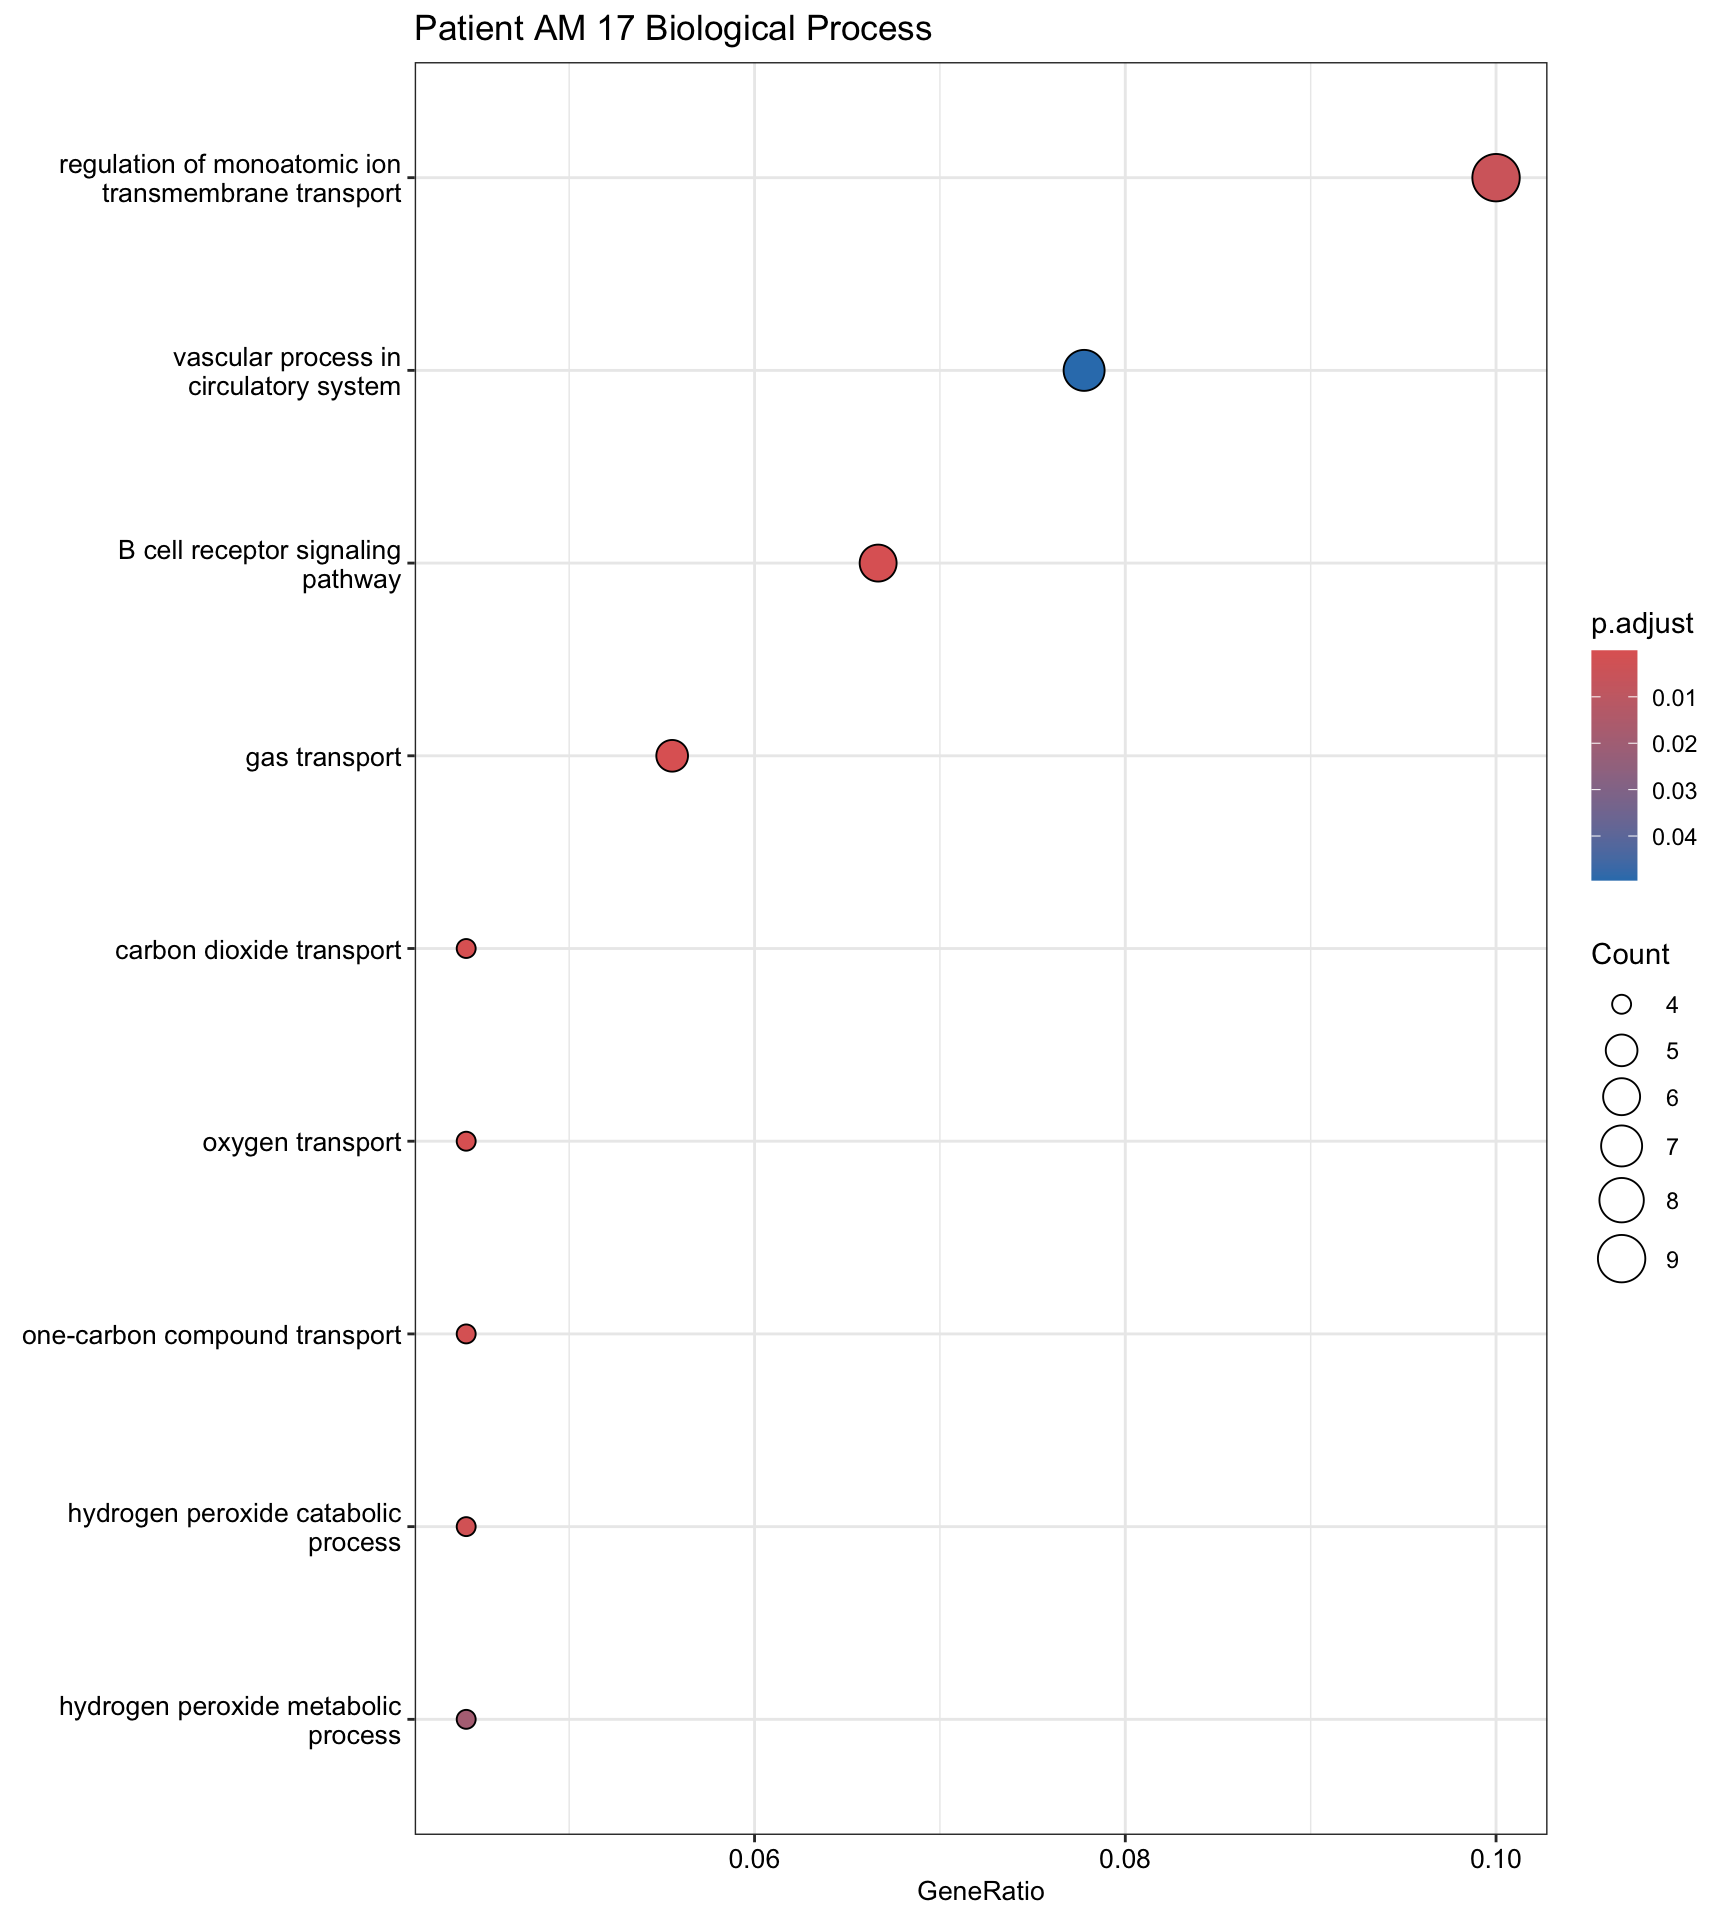 Patient AM 17 Biological Process
regulation of monoatomic ion
transmembrane transport
vascular process in
circulatory system
B cell receptor signaling
pathway
gas transport
carbon dioxide transport
oxygen transport
one-carbon compound transport
hydrogen peroxide catabolic
process
hydrogen peroxide metabolic
process
0.06
0.08
0.10
GeneRatio
p.adjust
0.01
0.02
0.03
0.04
Count
4
5
6
7
8
9